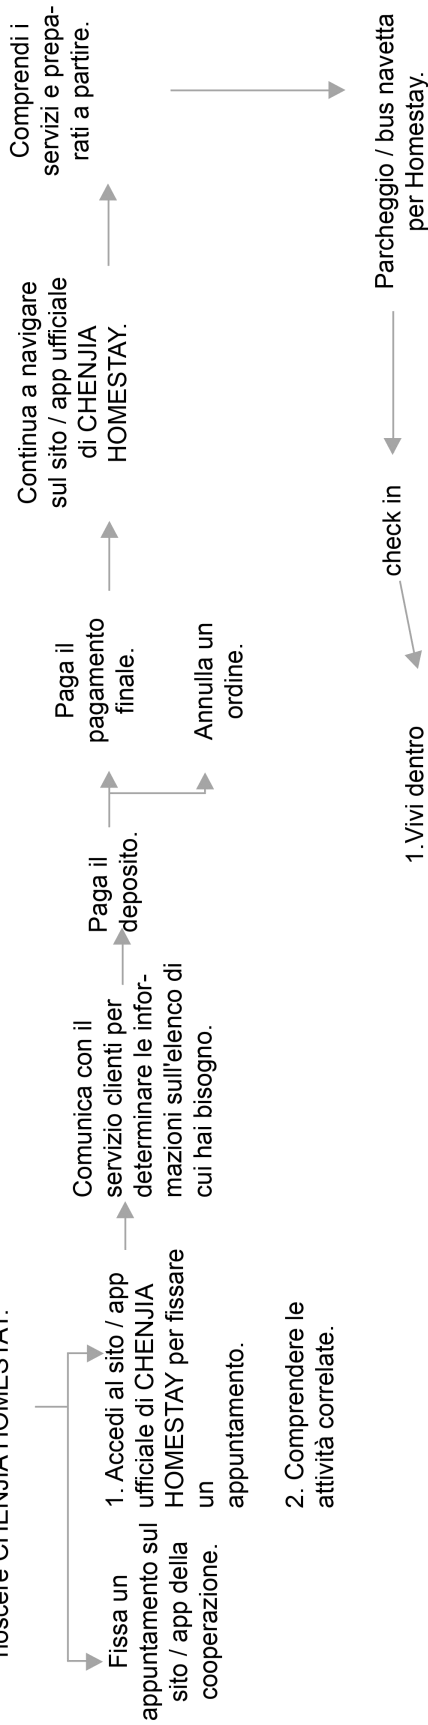 noscere CHENJIA HOMESTAY.
Fissa un
appuntamento sul
sito / app della
cooperazione.
1. Accedi al sito / app
ufficiale di CHENJIA
HOMESTAY per fissare
un
appuntamento.
2. Comprendere le
attività correlate.
Comunica con il
servizio clienti per
determinare le infor-
mazioni sull'elenco di
cui hai bisogno.
Paga il
deposito.
Paga il
pagamento
finale.
Annulla un
ordine.
Continua a navigare
sul sito / app ufficiale
di CHENJIA
HOMESTAY.
Comprendi i
servizi e prepa-
rati a partire.
Parcheggio / bus navetta
per Homestay.
check in
1.Vivi dentro